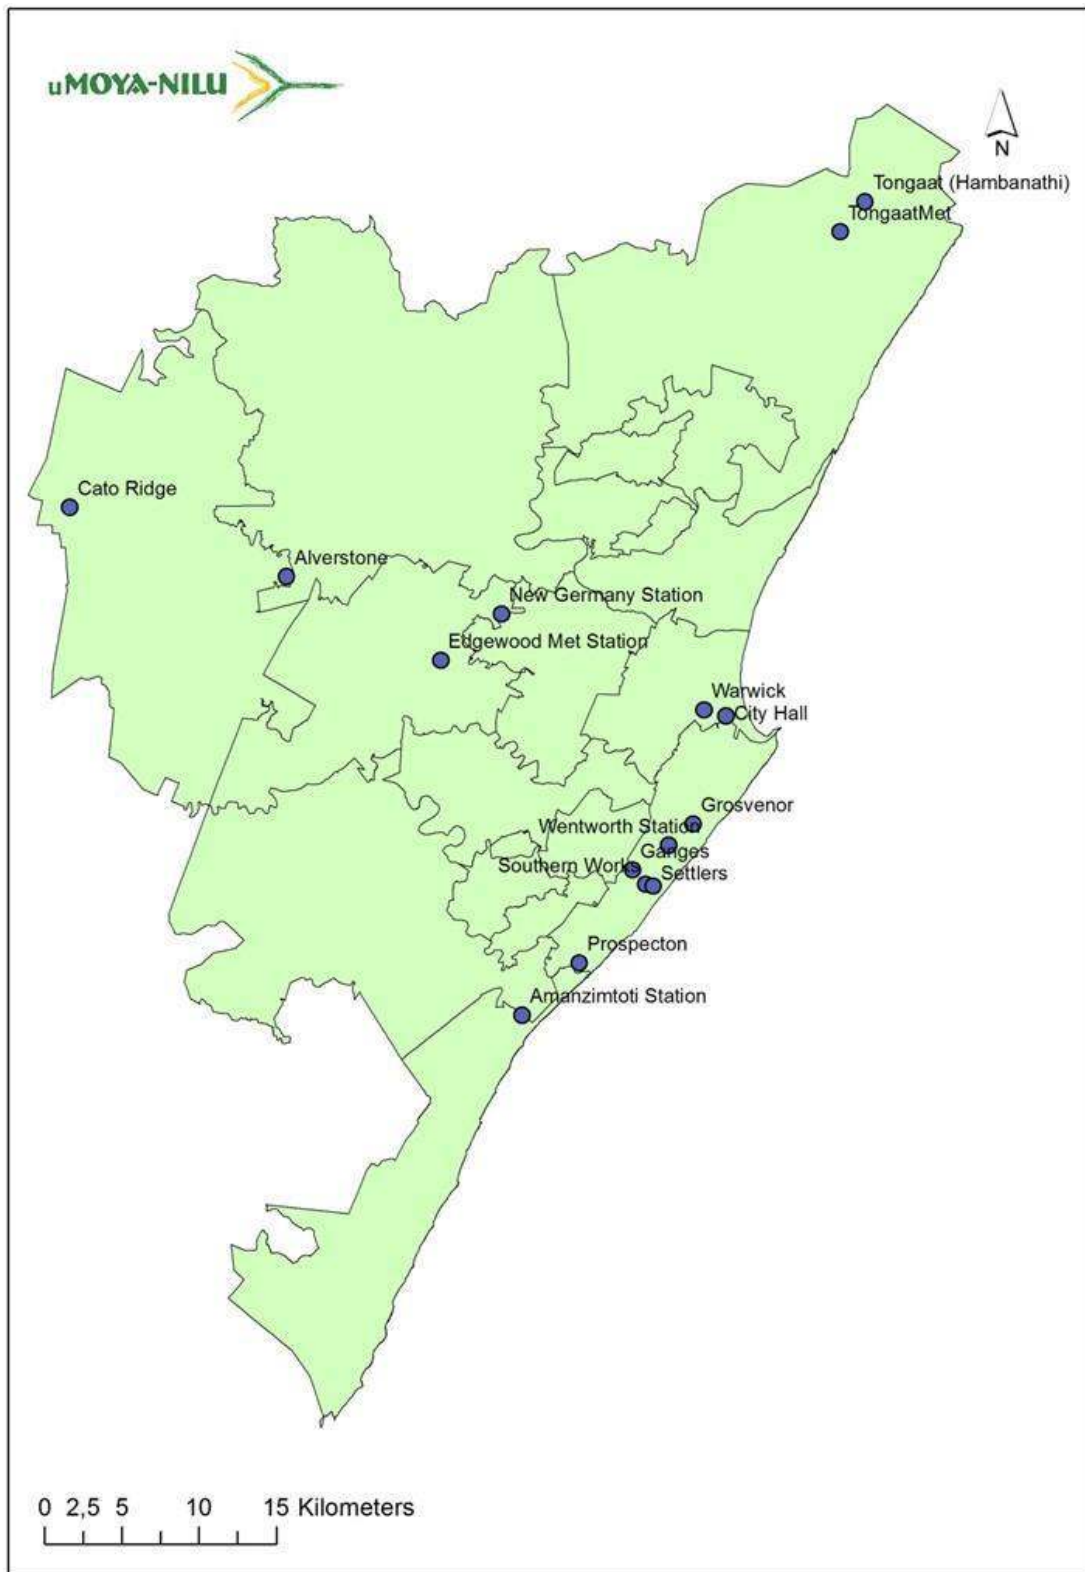 uMOYA-NILU
N
Tongaat (Hambanathi)
TongaatMet
Cato Ridge
Alverstone
New Germany Station
Edgewood Met Station
Warwick
City Hall
Grosvenor
Wentworth Station
Ganges
Southern Works
Settlers
Prospecton
Amanzimtoti Station
0 2,5 5 10 15 Kilometers